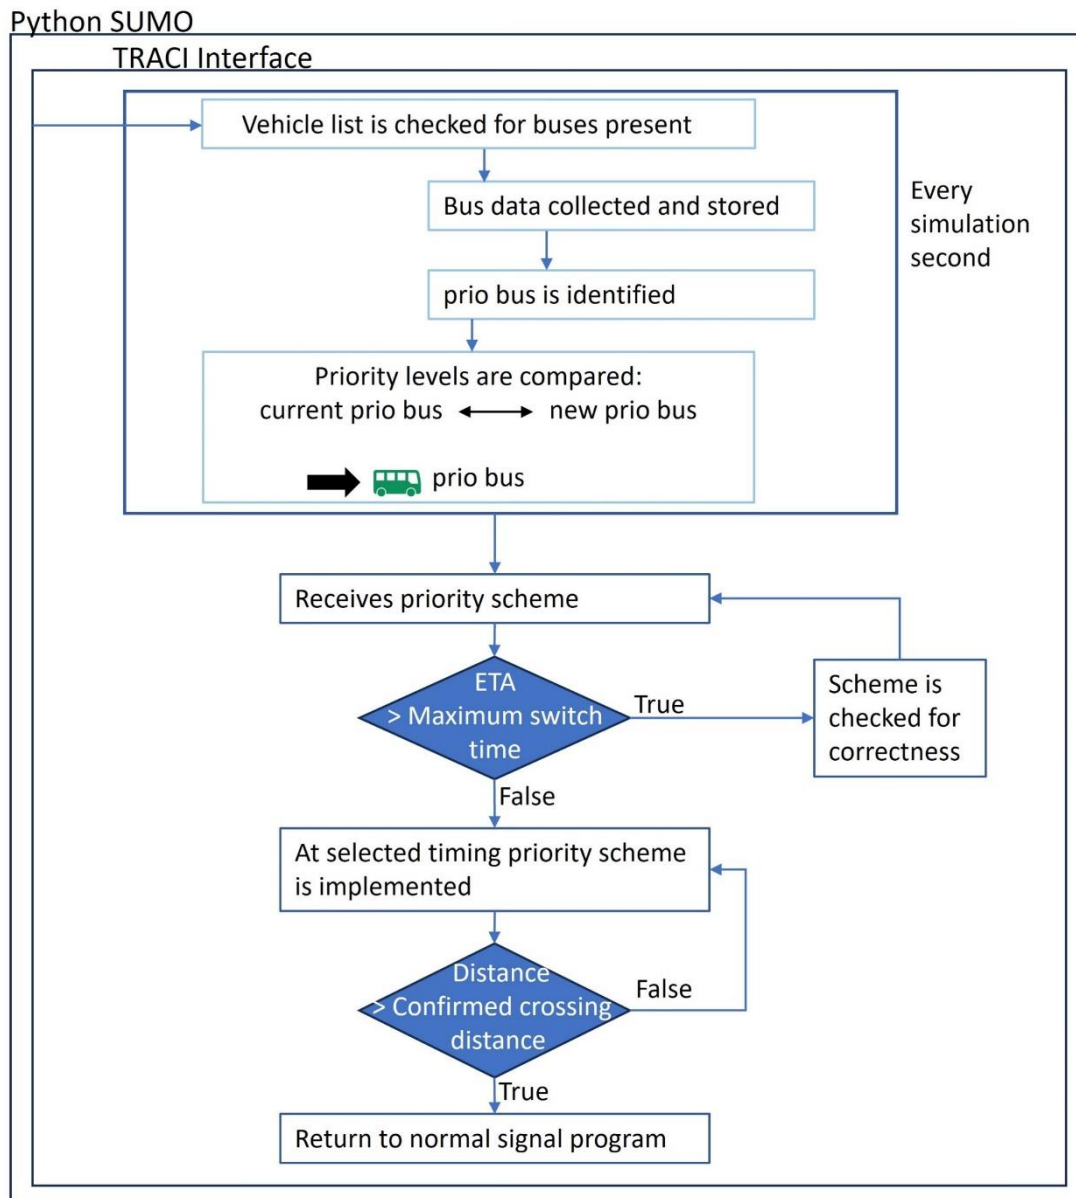 Python SUMO
TRACI Interface
Vehicle list is checked for buses present
Bus data collected and stored
Every
simulation
second
prio bus is identified
Priority levels are compared:
current prio bus new prio bus
prio bus
Receives priority scheme
ETA
> Maximum switch
time
True
Scheme is
checked for
correctness
False
At selected timing priority scheme
is implemented
Distance
> Confirmed crossing
distance
False
True
Return to normal signal program